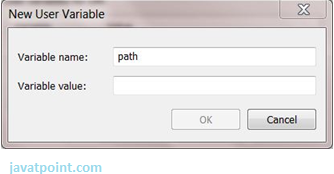 New User Variable
Variable name:
path
Variable value:
OK
Cancel
javatpoint.com